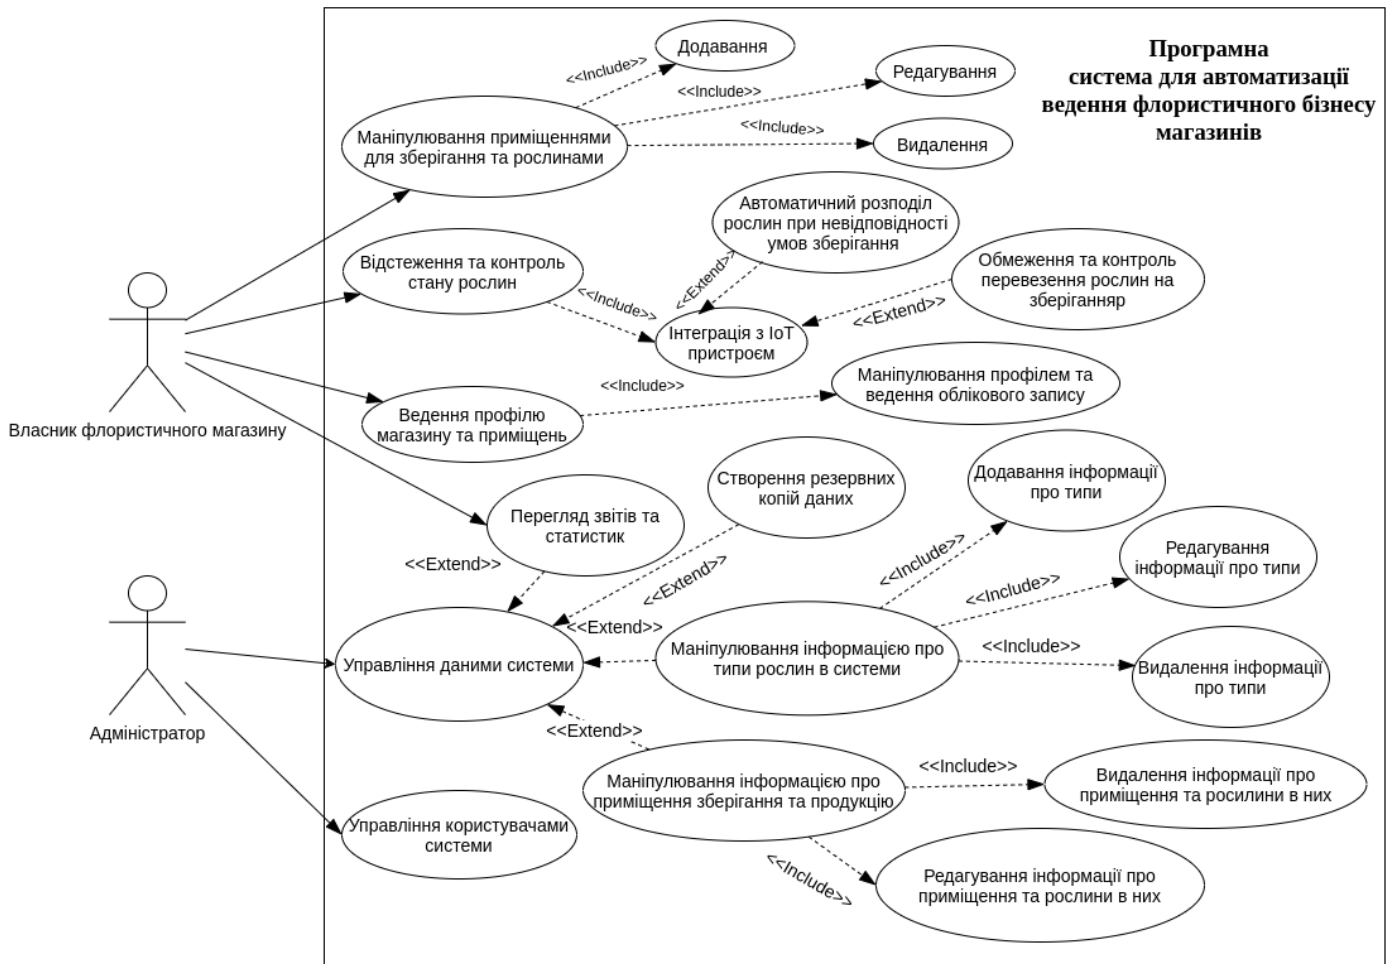 Програмна
система для автоматизації
ведення флористичного бізнесу
магазинів
Додавання
<<Include>>
Редагування
<<Include>>
Маніпулювання приміщеннями
для зберігання та рослинами
<<Include>>
Видалення
Автоматичний розподіл
рослин при невідповідності
умов зберігання
Відстеження та контроль
стану рослин
<<Include>>
<<Extend>>
Обмеження та контроль
перевезення рослин на
зберіганняр
<<Extend>>
Інтеграція з IoT
пристроєм
Власник флористичного магазину
Ведення профілю
магазину та приміщень
<<Include>>
Маніпулювання профілем та
ведення облікового запису
Створення резервних
копій даних
Додавання інформації
про типи
Перегляд звітів та
статистик
<<Extend>>
<<Extend>>
<<Include>>
Редагування
інформації про типи
<<Include>>
<<Extend>>
Управління даними системи
Маніпулювання інформацією про
типи рослин в системи
<<Include>>
Видалення інформації
про типи
Адміністратор
<<Extend>>
Маніпулювання інформацією про
приміщення зберігання та продукцію
<<Include>>
Видалення інформації про
приміщення та росилини в них
Управління користувачами
системи
<<Include>>
Редагування інформації про
приміщення та рослини в них